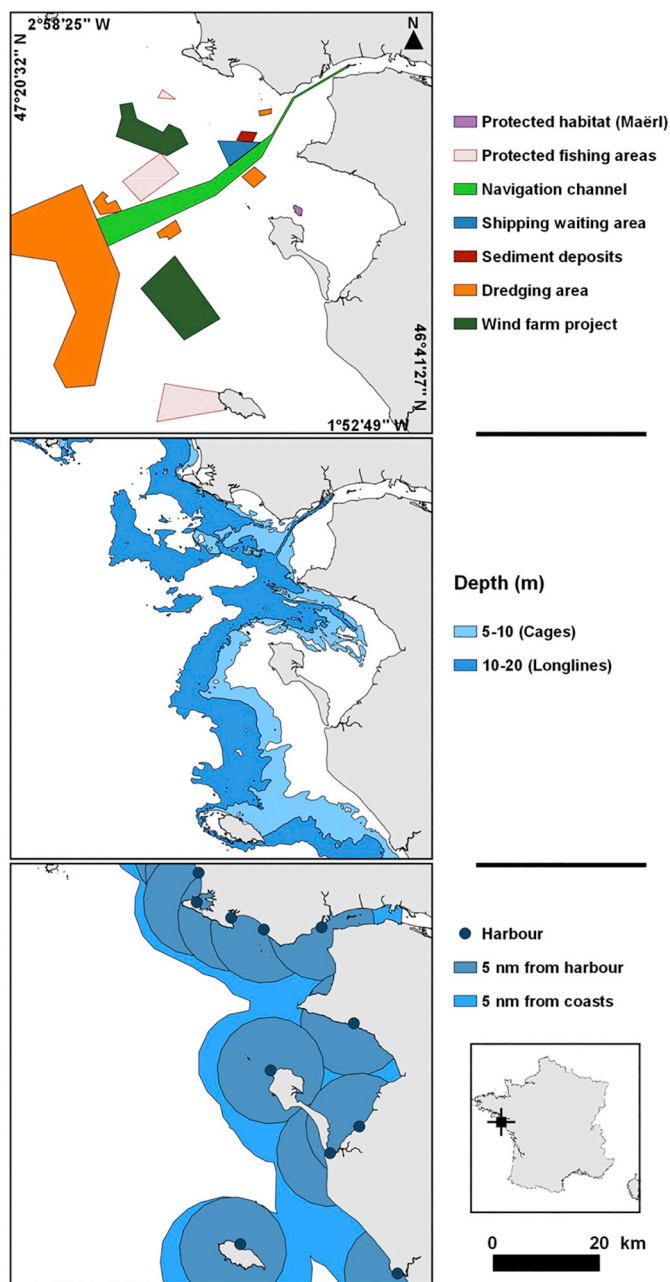 2°58'25" W
N
47°20'32" N
46°41'27" N
1°52'49" W
Protected habitat (Maërl)
Protected fishing areas
Navigation channel
Shipping waiting area
Sediment deposits
Dredging area
Wind farm project
Depth (m)
5-10 (Cages)
10-20 (Longlines)
Harbour
5 nm from harbour
5 nm from coasts
0 20 km